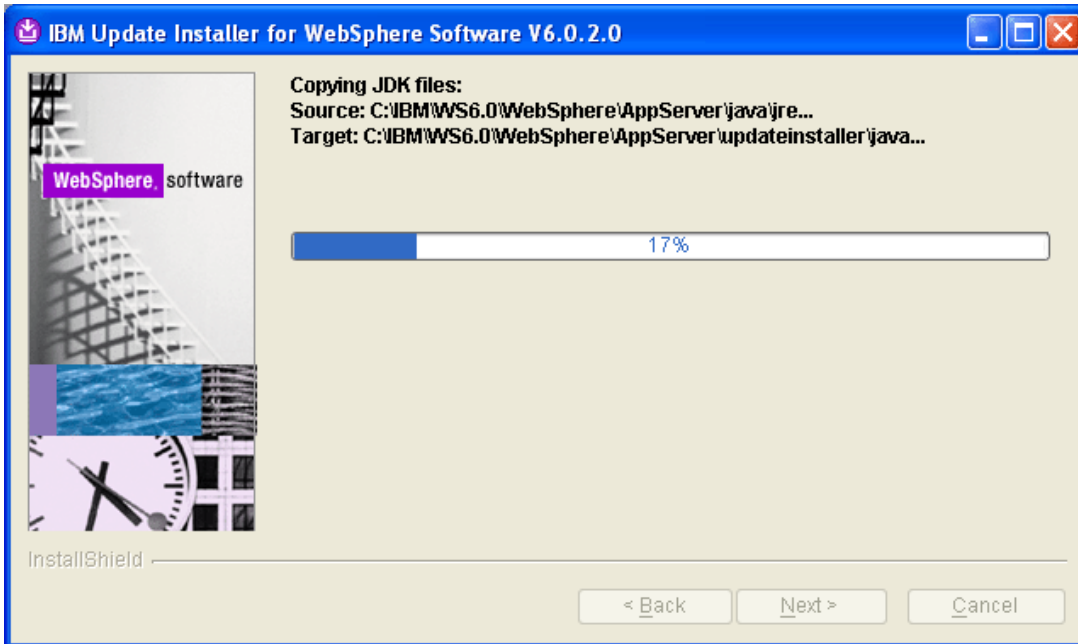 IBM Update Installer for WebSphere Software V6.0.2.0
Copying JDK files:
Source: C:\IBM\WS6.0\WebSphere\AppServer\java\jre...
Target: C:\IBM\WS6.0\WebSphere\AppServer\updateinstaller\java...
WebSphere. software
17%
InstallShield
< Back Next > Cancel